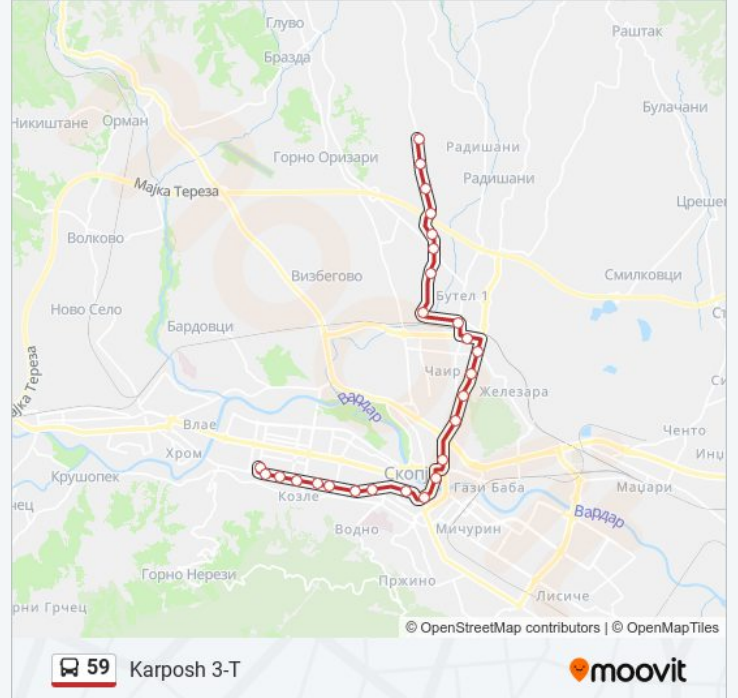 Глуво
Раштак
Бразда
Булачани
Никиштане
Орман
Горно Оризари
Радишани
Мајка Тереза
Радишани
Црешев
Волково
Визбегово
Смилковци
Ново Село
Бутел 1
Бардовци
Мајка Тереза
Чаир
Железара
Вардар
Влае
Ченто
Хром
Скопј
Крушопек
Козле
Гази Баба
Маџари
Вардар
Водно
Мичурин
Горно Нерези
Пржино
Лисиче
рни Грчец
© OpenStreetMap contributors | © OpenMapTiles
59 Karposh 3-T
moovit